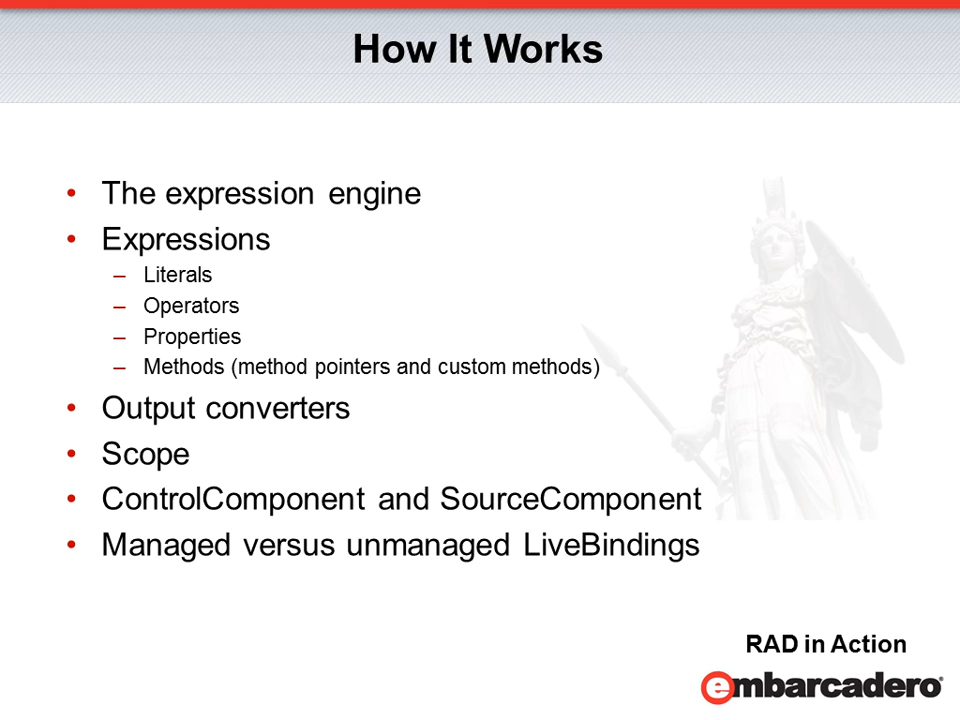 How It Works
• The expression engine
• Expressions
– Literals
– Operators
– Properties
– Methods (method pointers and custom methods)
• Output converters
• Scope
• ControlComponent and SourceComponent
• Managed versus unmanaged LiveBindings
RAD in Action
embarcadero®